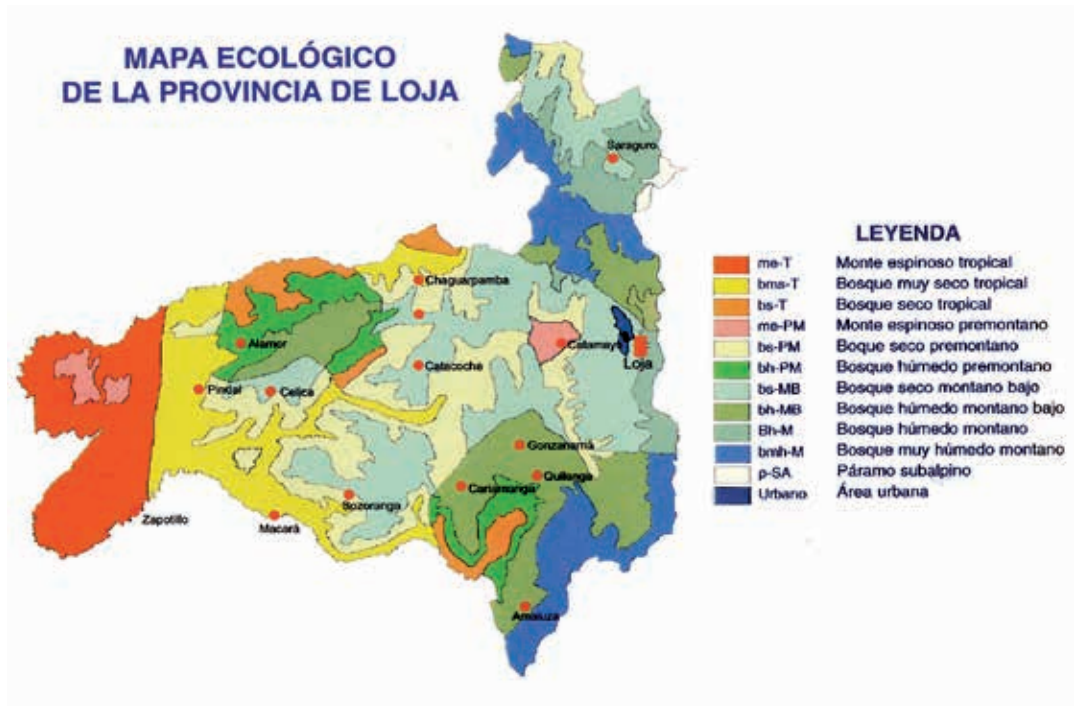 MAPA ECOLÓGICO
DE LA PROVINCIA DE LOJA
Saraguro
Chaguarpamba
Alamor
Catamayo
Loja
Catacocha
Pindal
Celica
Gonzanamá
Quilanga
Cariamanga
Sozoranga
Zapotillo
Macará
Amaluza
LEYENDA
me-T Monte espinoso tropical
bms-T Bosque muy seco tropical
bs-T Bosque seco tropical
me-PM Monte espinoso premontano
bs-PM Boque seco premontano
bh-PM Bosque húmedo premontano
bs-MB Bosque seco montano bajo
bh-MB Bosque húmedo montano bajo
Bh-M Bosque húmedo montano
bmh-M Bosque muy húmedo montano
p-SA Páramo subalpino
Urbano Área urbana